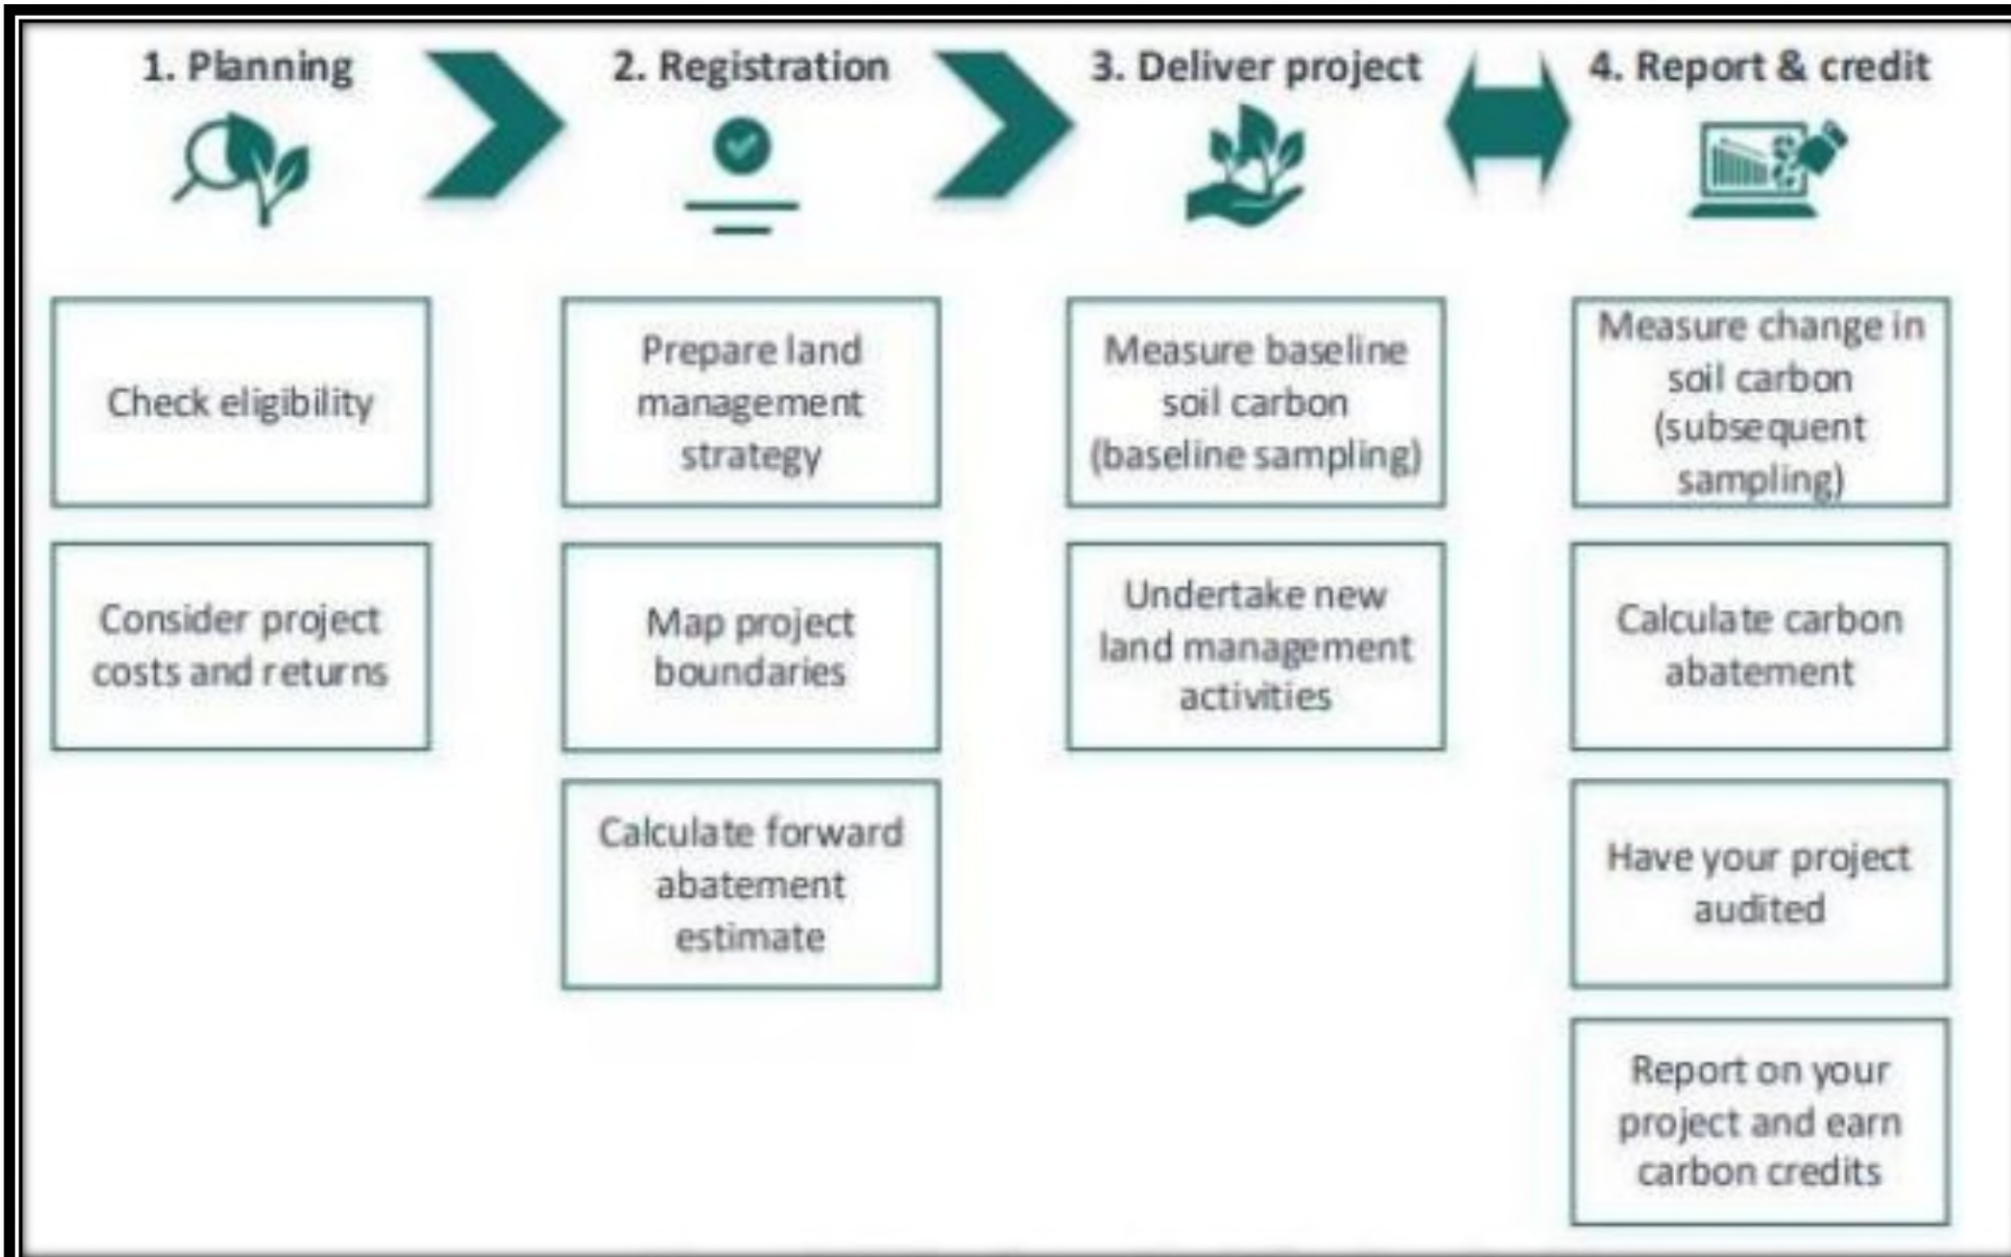 1. Planning
2. Registration
3. Deliver project
4. Report & credit
Check eligibility
Consider project
costs and returns
Prepare land
management
strategy
Map project
boundaries
Calculate forward
abatement
estimate
Measure baseline
soil carbon
(baseline sampling)
Undertake new
land management
activities
Measure change in
soil carbon
(subsequent
sampling)
Calculate carbon
abatement
Have your project
audited
Report on your
project and earn
carbon credits